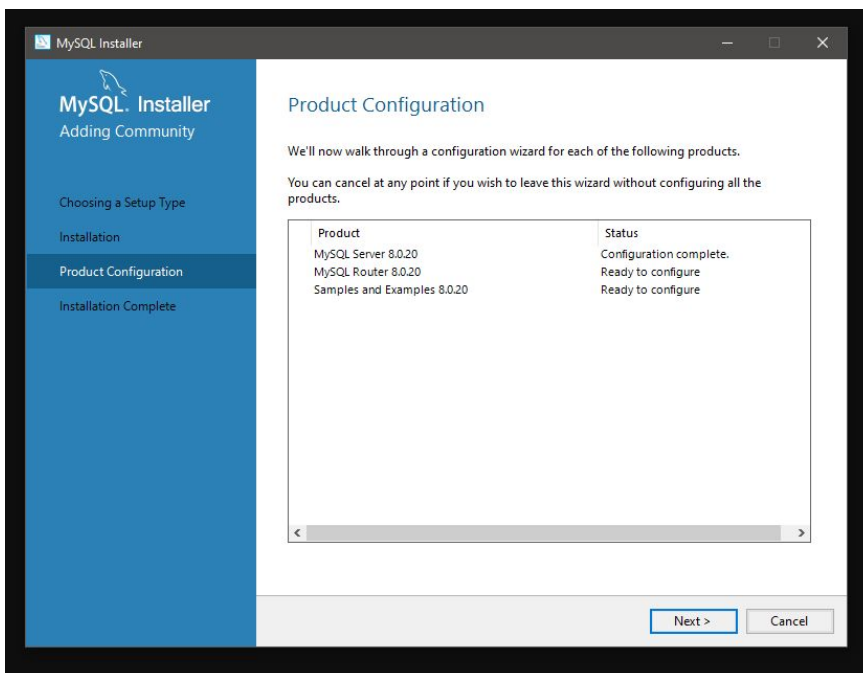 MySQL Installer
MySQL. Installer
Adding Community
Choosing a Setup Type
Installation
Product Configuration
Installation Complete
Product Configuration
We'll now walk through a configuration wizard for each of the following products.
You can cancel at any point if you wish to leave this wizard without configuring all the
products.
Product Status
MySQL Server 8.0.20 Configuration complete.
MySQL Router 8.0.20 Ready to configure
Samples and Examples 8.0.20 Ready to configure
Next > Cancel